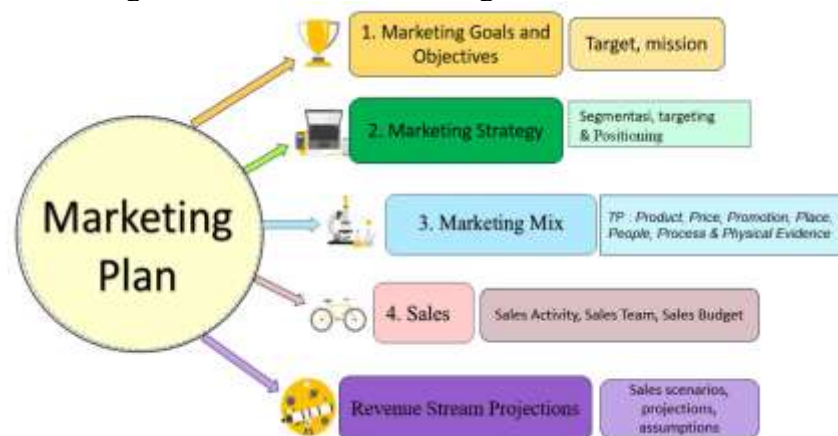 1. Marketing Goals and
Objectives
Target, mission
2. Marketing Strategy
Segmentasi, targeting
& Positioning
Marketing
Plan
3. Marketing Mix
7P : Product, Price, Promotion, Place,
People, Process & Physical Evidence
4. Sales
Sales Activity, Sales Team, Sales Budget
Revenue Stream Projections
Sales scenarios,
projections,
assumptions